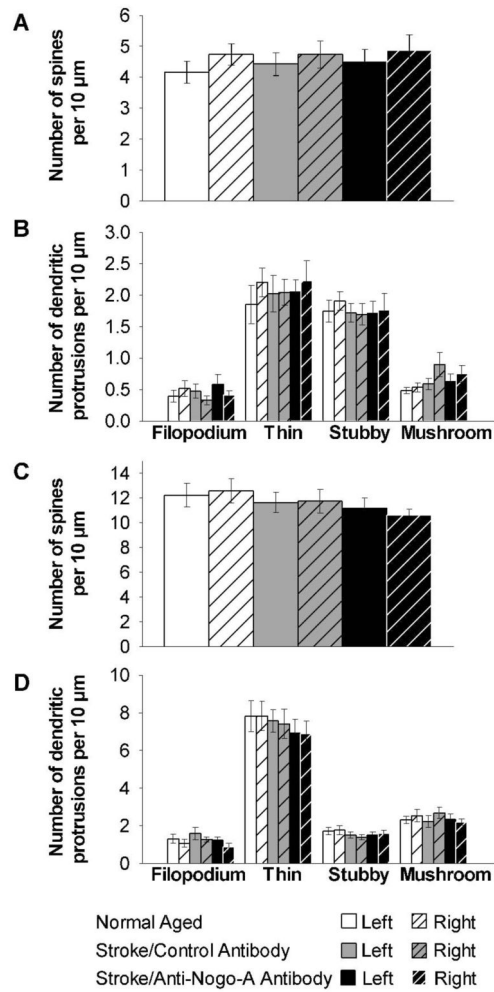 A
Number of spines
per 10 µm
6
5
4
3
2
1
0
B
Number of dendritic
protrusions per 10 µm
3.0
2.5
2.0
1.5
1.0
0.5
0.0
Filopodium Thin Stubby Mushroom
C
Number of spines
per 10 µm
14
12
10
8
6
4
2
0
D
Number of dendritic
protrusions per 10 µm
10
8
6
4
2
0
Filopodium Thin Stubby Mushroom
Normal Aged Left Right
Stroke/Control Antibody Left Right
Stroke/Anti-Nogo-A Antibody Left Right